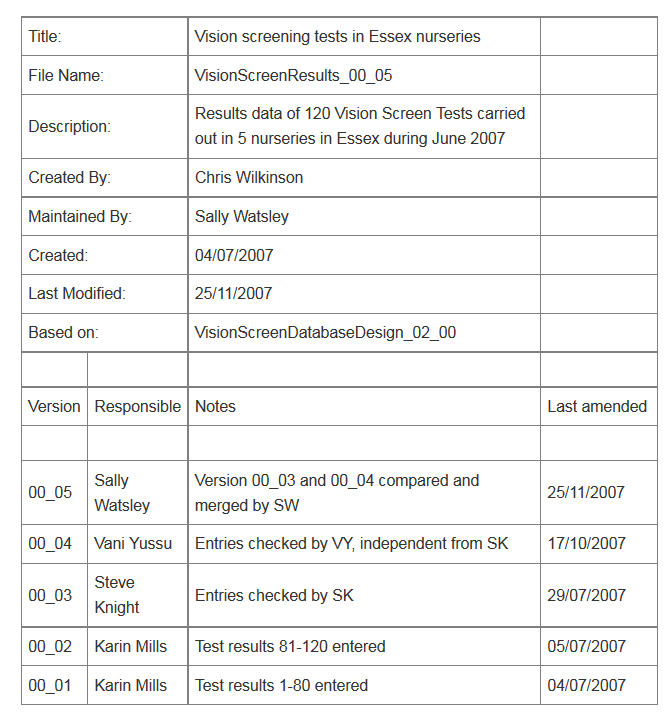 Title: Vision screening tests in Essex nurseries
File Name: VisionScreenResults_00_05
Description: Results data of 120 Vision Screen Tests carried
out in 5 nurseries in Essex during June 2007
Created By: Chris Wilkinson
Maintained By: Sally Watsley
Created: 04/07/2007
Last Modified: 25/11/2007
Based on: VisionScreenDatabaseDesign_02_00
Version Responsible Notes Last amended
00_05 Sally Watsley Version 00_03 and 00_04 compared and
merged by SW 25/11/2007
00_04 Vani Yussu Entries checked by VY, independent from SK 17/10/2007
00_03 Steve Knight Entries checked by SK 29/07/2007
00_02 Karin Mills Test results 81-120 entered 05/07/2007
00_01 Karin Mills Test results 1-80 entered 04/07/2007